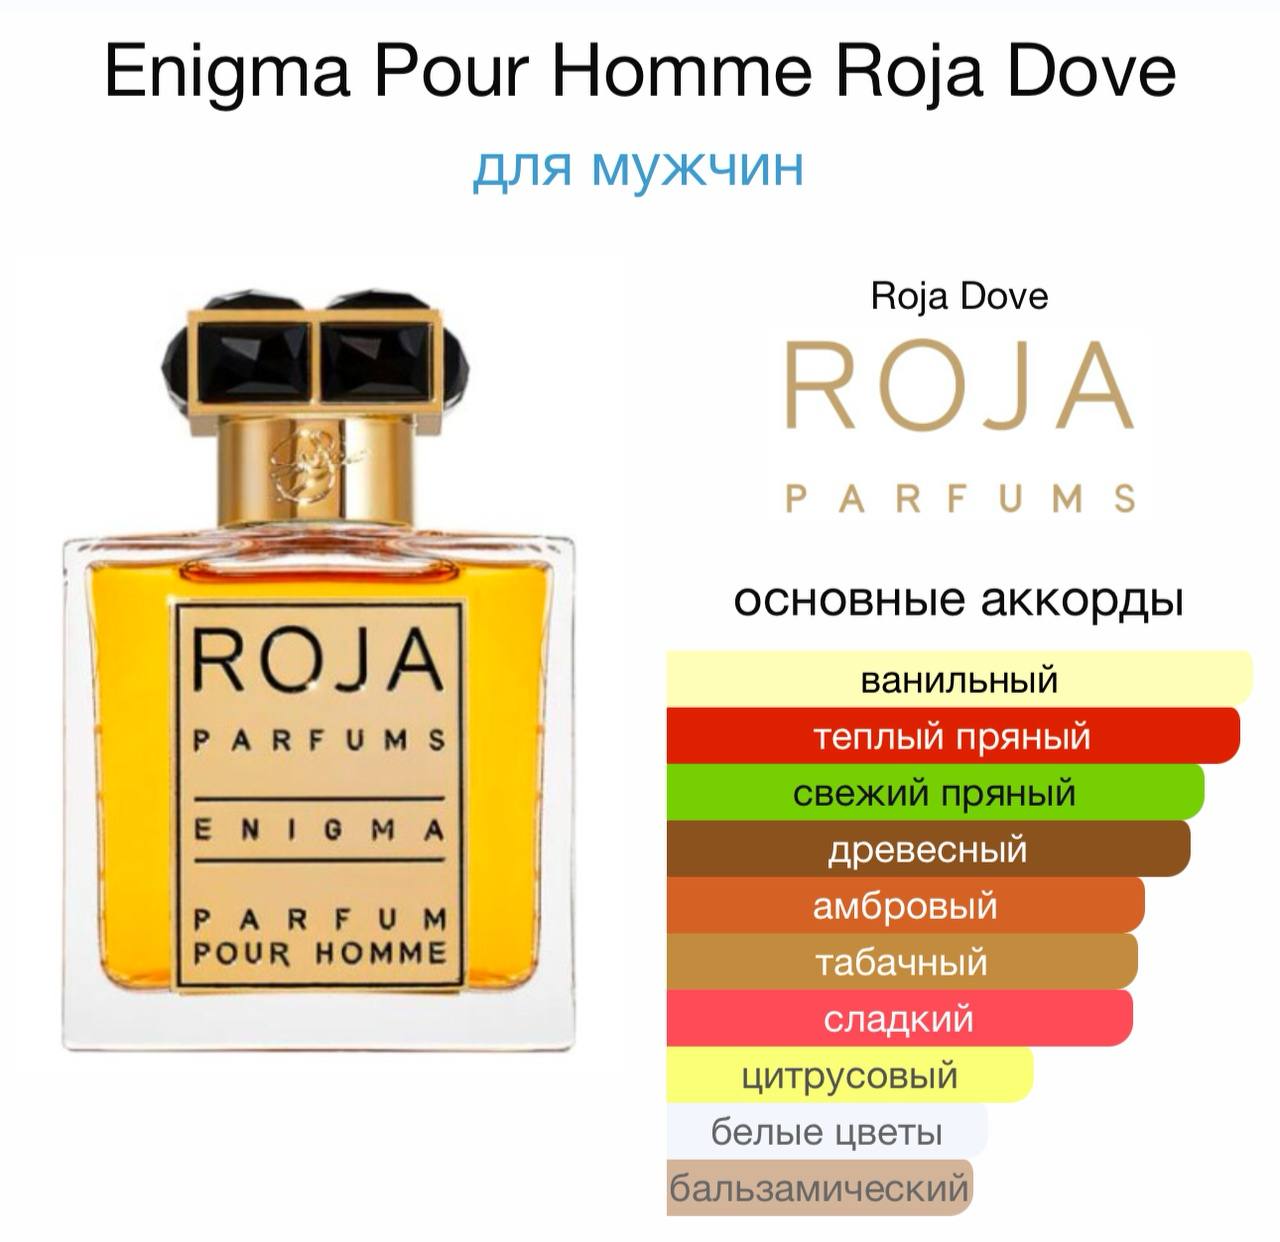 Enigma Pour Homme Roja Dove
для мужчин
Roja Dove
ROJA
PARFUMS
основные аккорды
ванильный
теплый пряный
свежий пряный
древесный
амбровый
табачный
сладкий
цитрусовый
белые цветы
бальзамический
ROJA
PARFUMS
ENIGMA
PARFUM
POUR HOMME